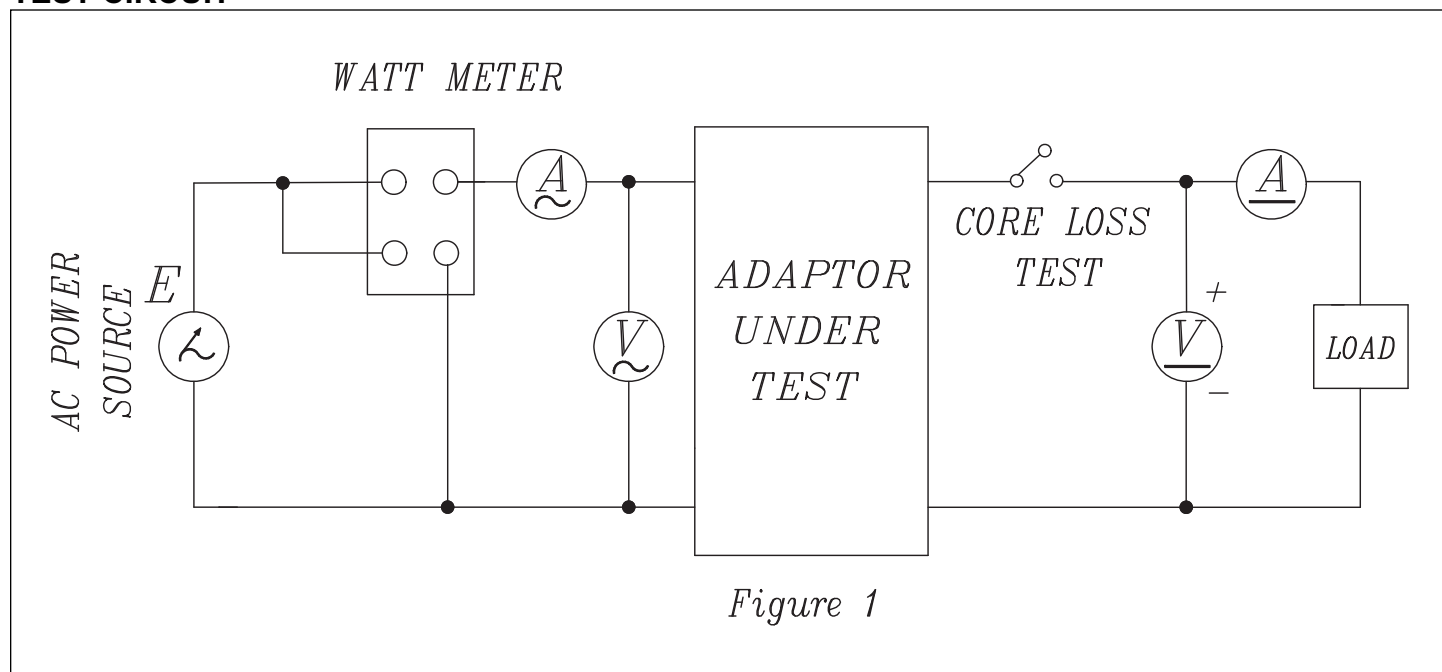 WATT METER
A
A
CORE LOSS
TEST
AC POWER
SOURCE
E
ADAPTOR
UNDER
TEST
V
+
V
-
LOAD
Figure 1